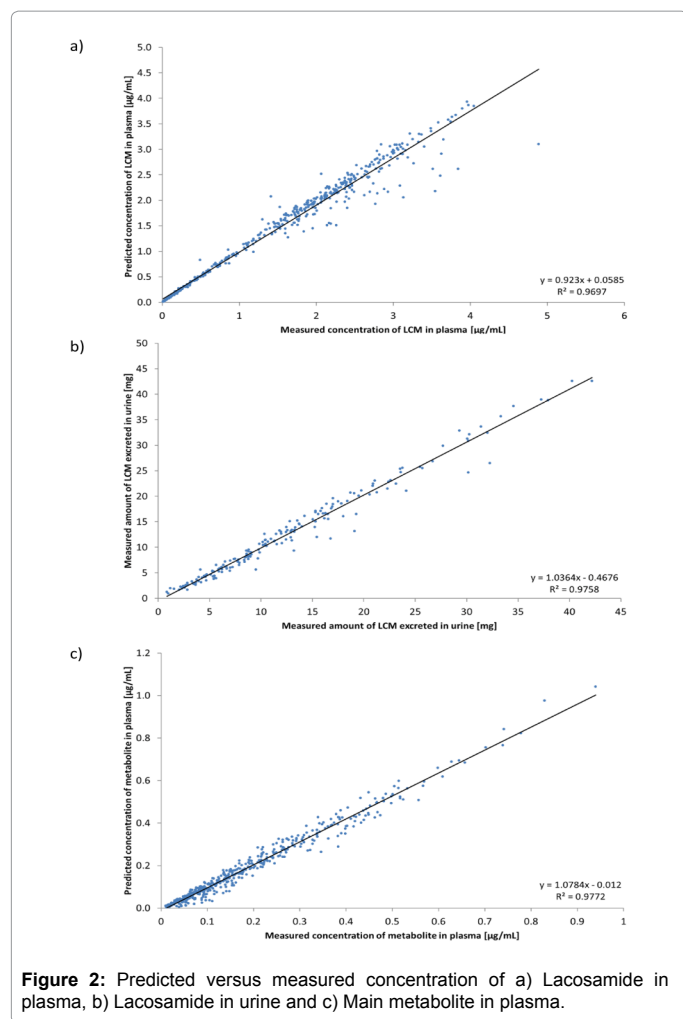 a)
5.0
4.5
4.0
3.5
3.0
2.5
2.0
1.5
1.0
0.5
0.0
Predicted concentration of LCM in plasma [µg/mL]
y = 0.923x + 0.0585
R² = 0.9697
0 1 2 3 4 5 6
Measured concentration of LCM in plasma [µg/mL]
b)
50
45
40
35
30
25
20
15
10
5
0
Measured amount of LCM excreted in urine [mg]
y = 1.0364x - 0.4676
R² = 0.9758
0 5 10 15 20 25 30 35 40 45
Measured amount of LCM excreted in urine [mg]
c)
1.2
1.0
0.8
0.6
0.4
0.2
0.0
Predicted concentration of metabolite in plasma [µg/mL]
y = 1.0784x - 0.012
R² = 0.9772
0 0.1 0.2 0.3 0.4 0.5 0.6 0.7 0.8 0.9 1
Measured concentration of metabolite in plasma [µg/mL]
Figure 2: Predicted versus measured concentration of a) Lacosamide in
plasma, b) Lacosamide in urine and c) Main metabolite in plasma.